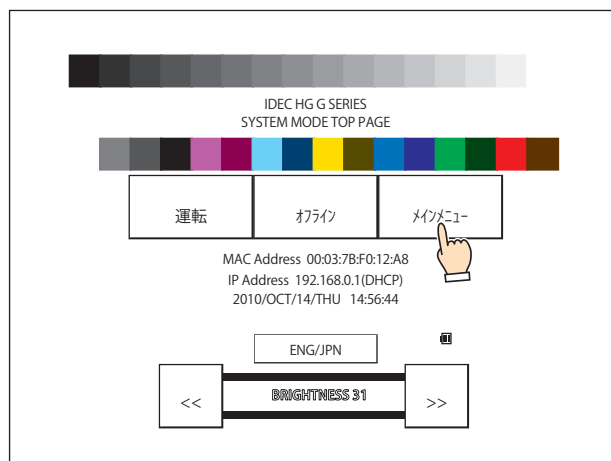 IDEC HG G SERIES
SYSTEM MODE TOP PAGE
運転 ｵﾌﾗｲﾝ ﾒｲﾝﾒﾆｭｰ
MAC Address 00:03:7B:F0:12:A8
IP Address 192.168.0.1(DHCP)
2010/OCT/14/THU 14:56:44
ENG/JPN
<< BRIGHTNESS 31 >>